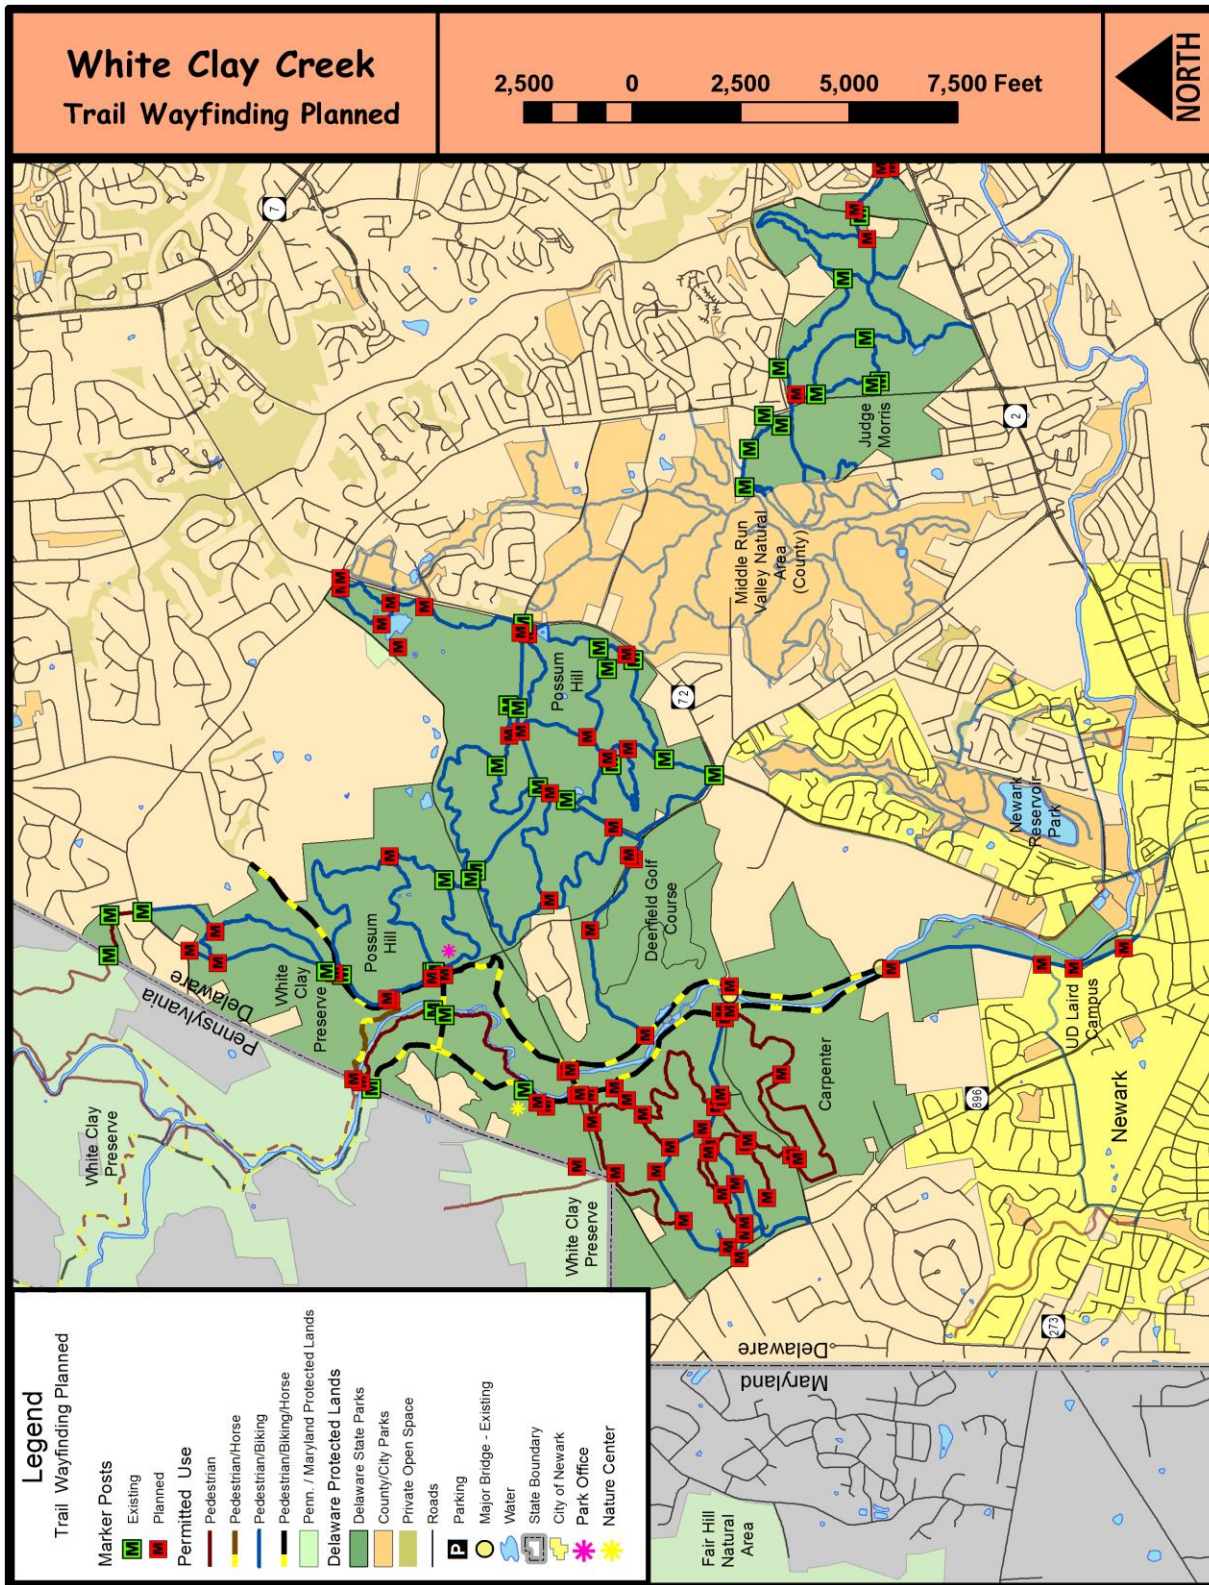 White Clay Creek
Trail Wayfinding Planned
2,500 0 2,500 5,000 7,500 Feet
NORTH
7
Pennsylvania
Delaware
White Clay
Preserve
White Clay
Preserve
Possum
Hill
Possum
Hill
Judge
Morris
Middle Run
Valley Natural
Area
(County)
2
72
Deerfield Golf
Course
Newark
Reservoir
Park
White Clay
Preserve
Carpenter
UD Laird
Campus
896
Newark
273
Delaware
Maryland
Fair Hill
Natural
Area
Legend
Trail Wayfinding Planned
Marker Posts
M Existing
M Planned
Permitted Use
Pedestrian
Pedestrian/Horse
Pedestrian/Biking
Pedestrian/Biking/Horse
Penn. / Maryland Protected Lands
Delaware Protected Lands
Delaware State Parks
County/City Parks
Private Open Space
Roads
P Parking
Major Bridge - Existing
Water
State Boundary
City of Newark
Park Office
Nature Center